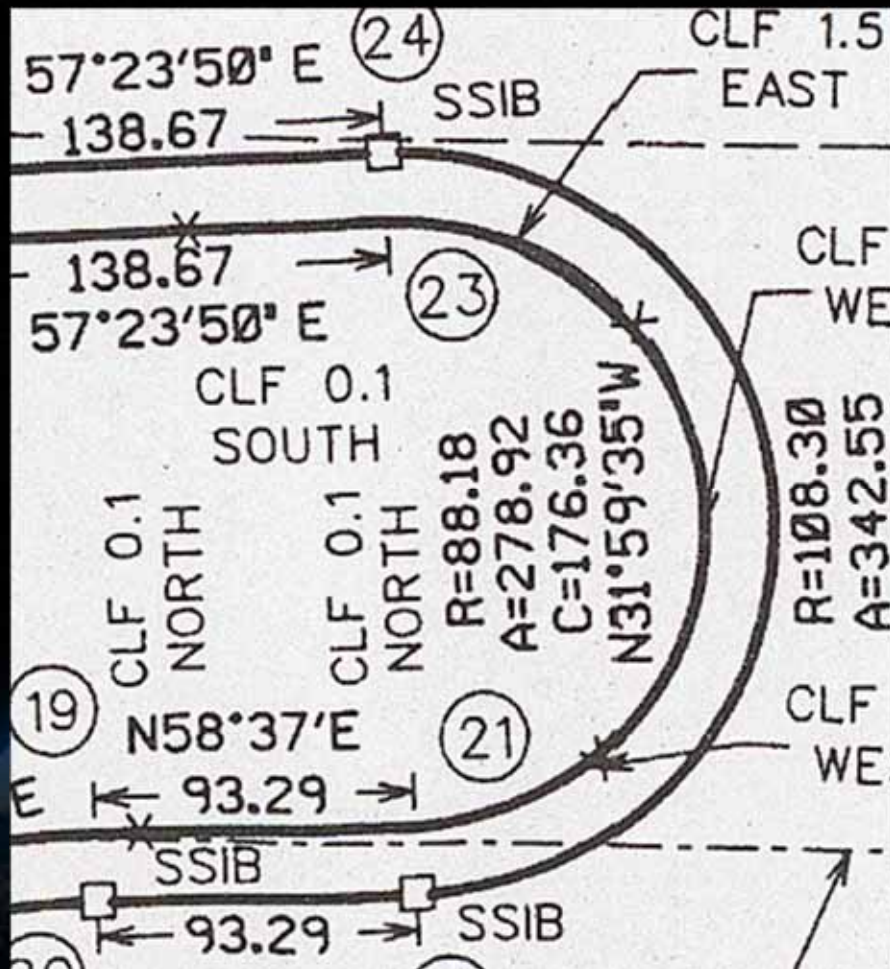 24
57°23'50" E
138.67
SSIB
CLF 1.5
EAST
138.67
57°23'50" E
23
CLF
WE
CLF 0.1
SOUTH
CLF 0.1
NORTH
CLF 0.1
NORTH
R=88.18
A=278.92
C=176.36
N31°59'35"W
R=108.30
A=342.55
19
N58°37'E
21
CLF
WE
E
93.29
SSIB
93.29
SSIB